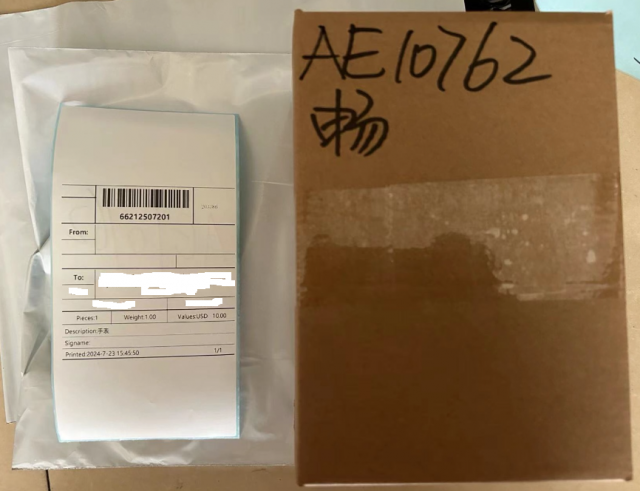 66212507201
From:
To:
Pieces:1 Weight:1.00 Values:USD 10.00
Description:手表
Signame:
Printed:2024-7-23 15:45:50 1/1
AE10762
畅